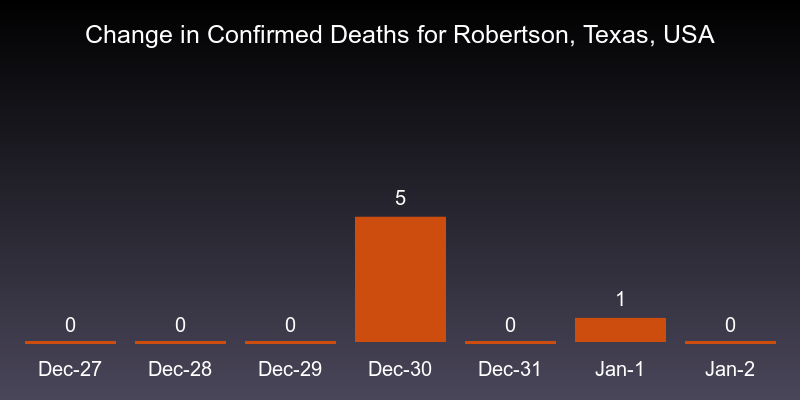 Change in Confirmed Deaths for Robertson, Texas, USA
5
1
0 0 0 0 0
Dec-27 Dec-28 Dec-29 Dec-30 Dec-31 Jan-1 Jan-2